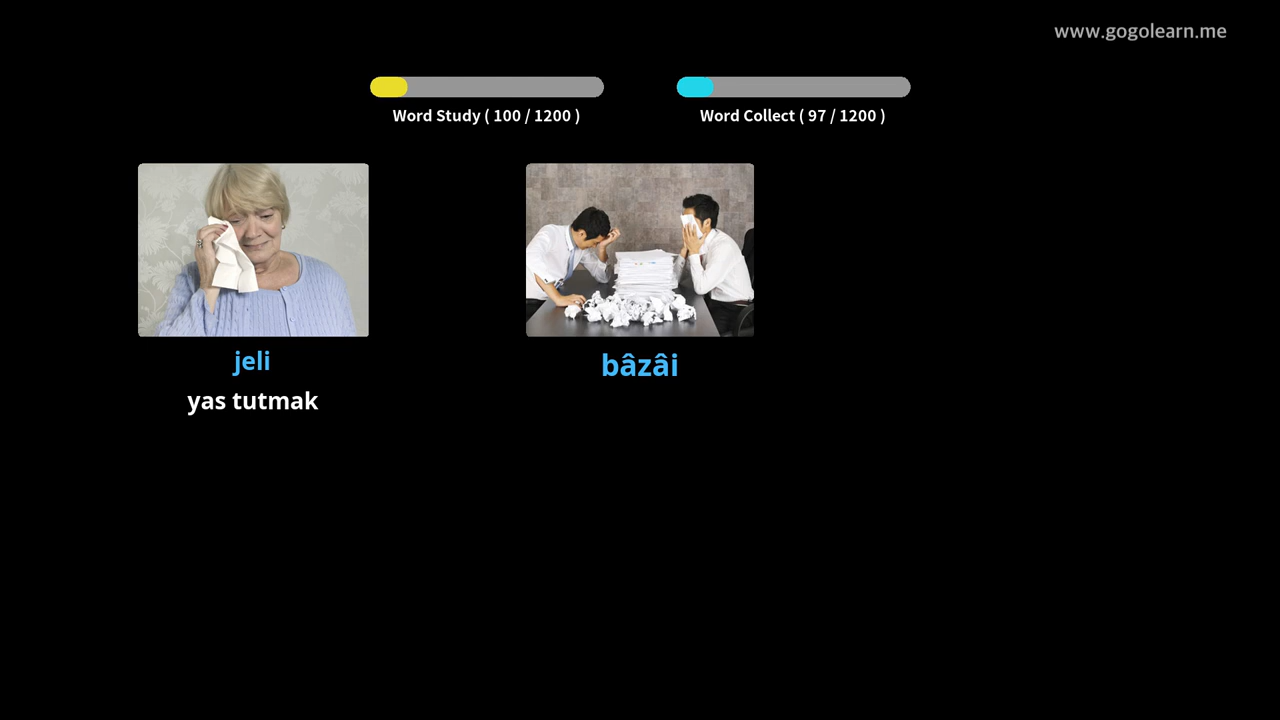 www.gogolearn.me
Word Study ( 100 / 1200 )
Word Collect ( 97 / 1200 )
jeli
yas tutmak
bâzâi